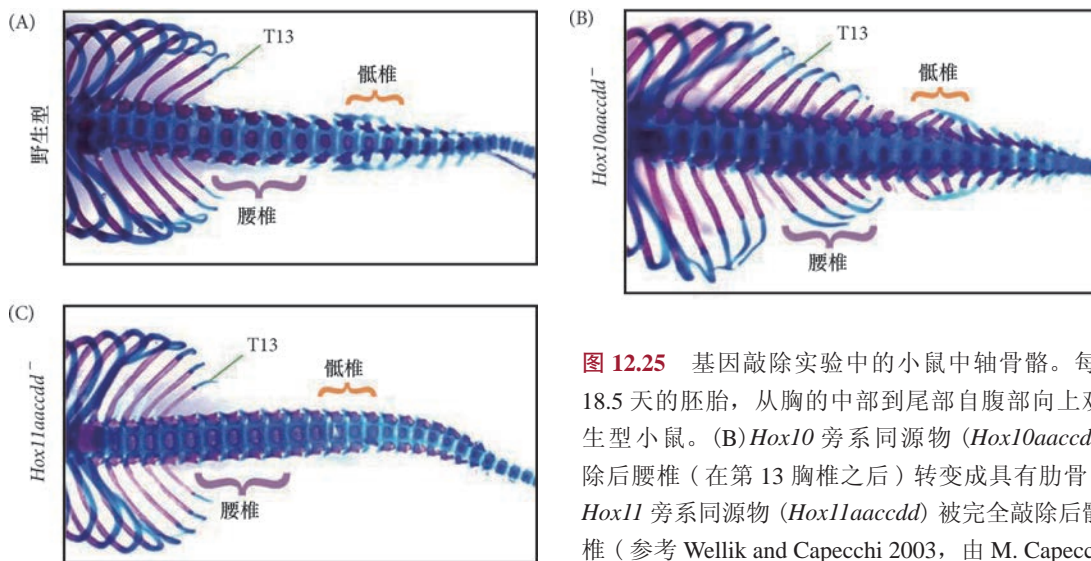 (A)
野生型
T13
骶椎
腰椎
(B)
Hox10aaccdd⁻
T13
骶椎
腰椎
(C)
Hox11aaccdd⁻
T13
骶椎
腰椎
图 12.25 基因敲除实验中的小鼠中轴骨骼。每
18.5 天的胚胎，从胸的中部到尾部自腹部向上观
生型小鼠。(B) Hox10 旁系同源物 (Hox10aaccd
除后腰椎（在第 13 胸椎之后）转变成具有肋骨
Hox11 旁系同源物 (Hox11aaccdd) 被完全敲除后
椎（参考 Wellik and Capecchi 2003，由 M. Capecc